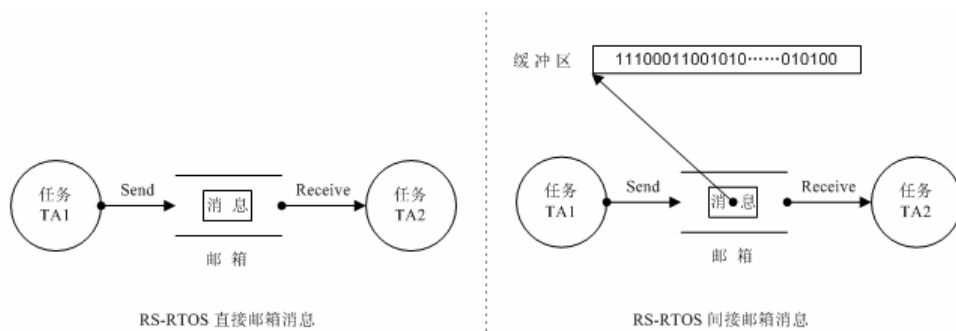 任务
TA1
Send
消 息
Receive
任务
TA2
邮 箱
RS-RTOS 直接邮箱消息
缓 冲 区
11100011001010……010100
任务
TA1
Send
消 息
Receive
任务
TA2
邮 箱
RS-RTOS 间接邮箱消息